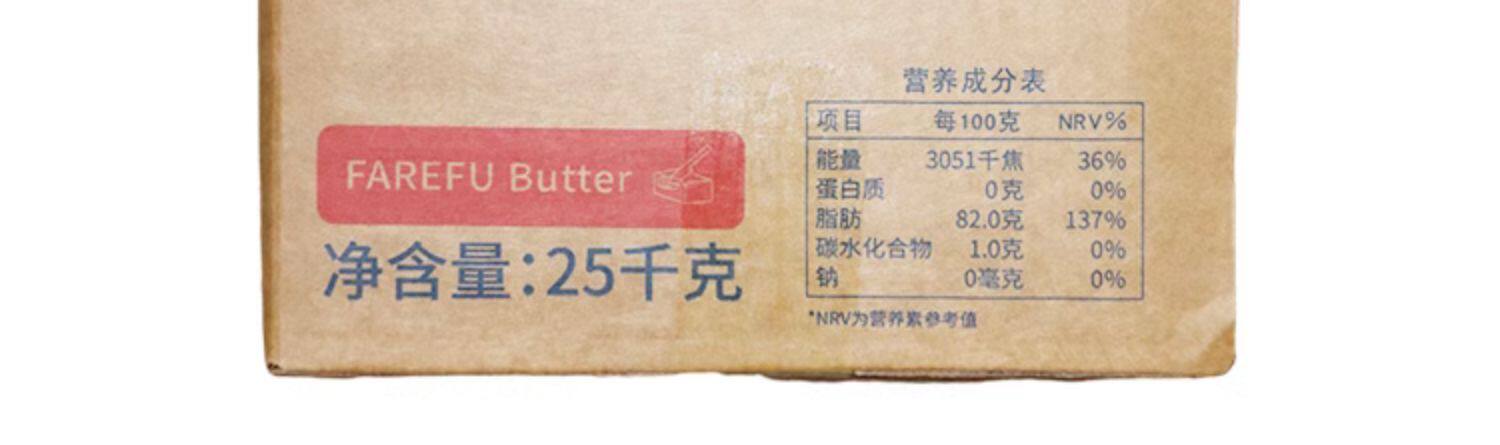 FAREFU Butter
净含量:25千克
营养成分表
项目 每100克 NRV%
能量 3051千焦 36%
蛋白质 0克 0%
脂肪 82.0克 137%
碳水化合物 1.0克 0%
钠 0毫克 0%
*NRV为营养素参考值